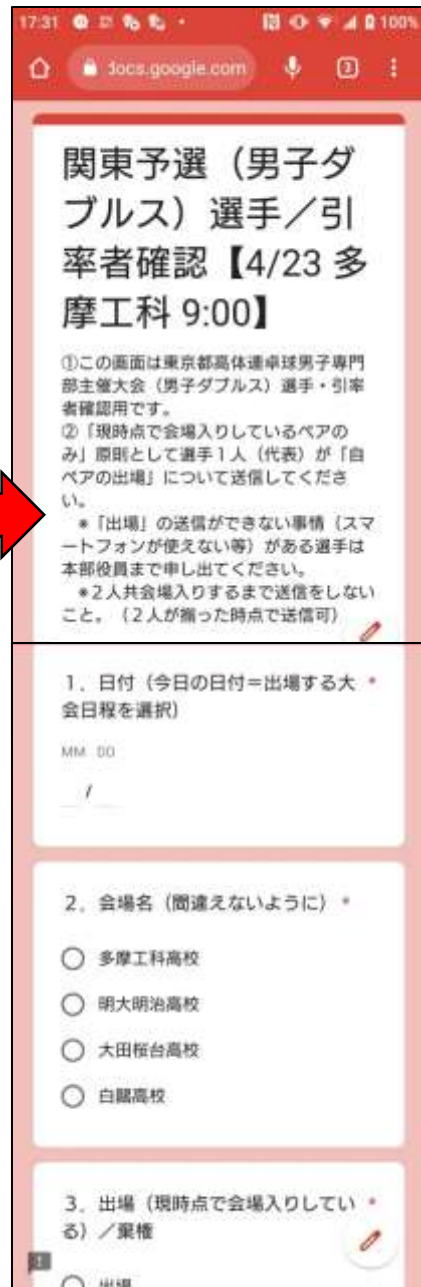 17:31
100%
docs.google.com
3
関東予選（男子ダ
ブルス）選手／引
率者確認【4/23 多
摩工科 9:00】
①この画面は東京都高体連卓球男子専門
部主催大会（男子ダブルス）選手・引率
者確認用です。
②「現時点で会場入りしているペアの
み」原則として選手１人（代表）が「自
ペアの出場」について送信してくださ
い。
＊「出場」の送信ができない事情（スマ
ートフォンが使えない等）がある選手は
本部役員まで申し出てください。
＊２人共会場入りするまで送信をしない
こと。（２人が揃った時点で送信可）
１．日付（今日の日付＝出場する大 *
会日程を選択）
MM DD
/
２．会場名（間違えないように） *
多摩工科高校
明大明治高校
大田桜台高校
白鷗高校
３．出場（現時点で会場入りしてい *
る）／棄権
出場